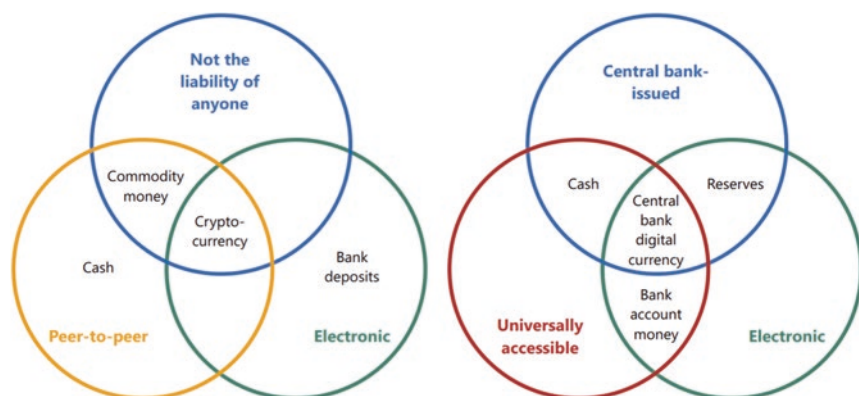 Not the
liability of
anyone
Commodity
money
Crypto-
currency
Cash
Bank
deposits
Peer-to-peer
Electronic
Central bank-
issued
Cash
Reserves
Central
bank
digital
currency
Bank
account
money
Universally
accessible
Electronic